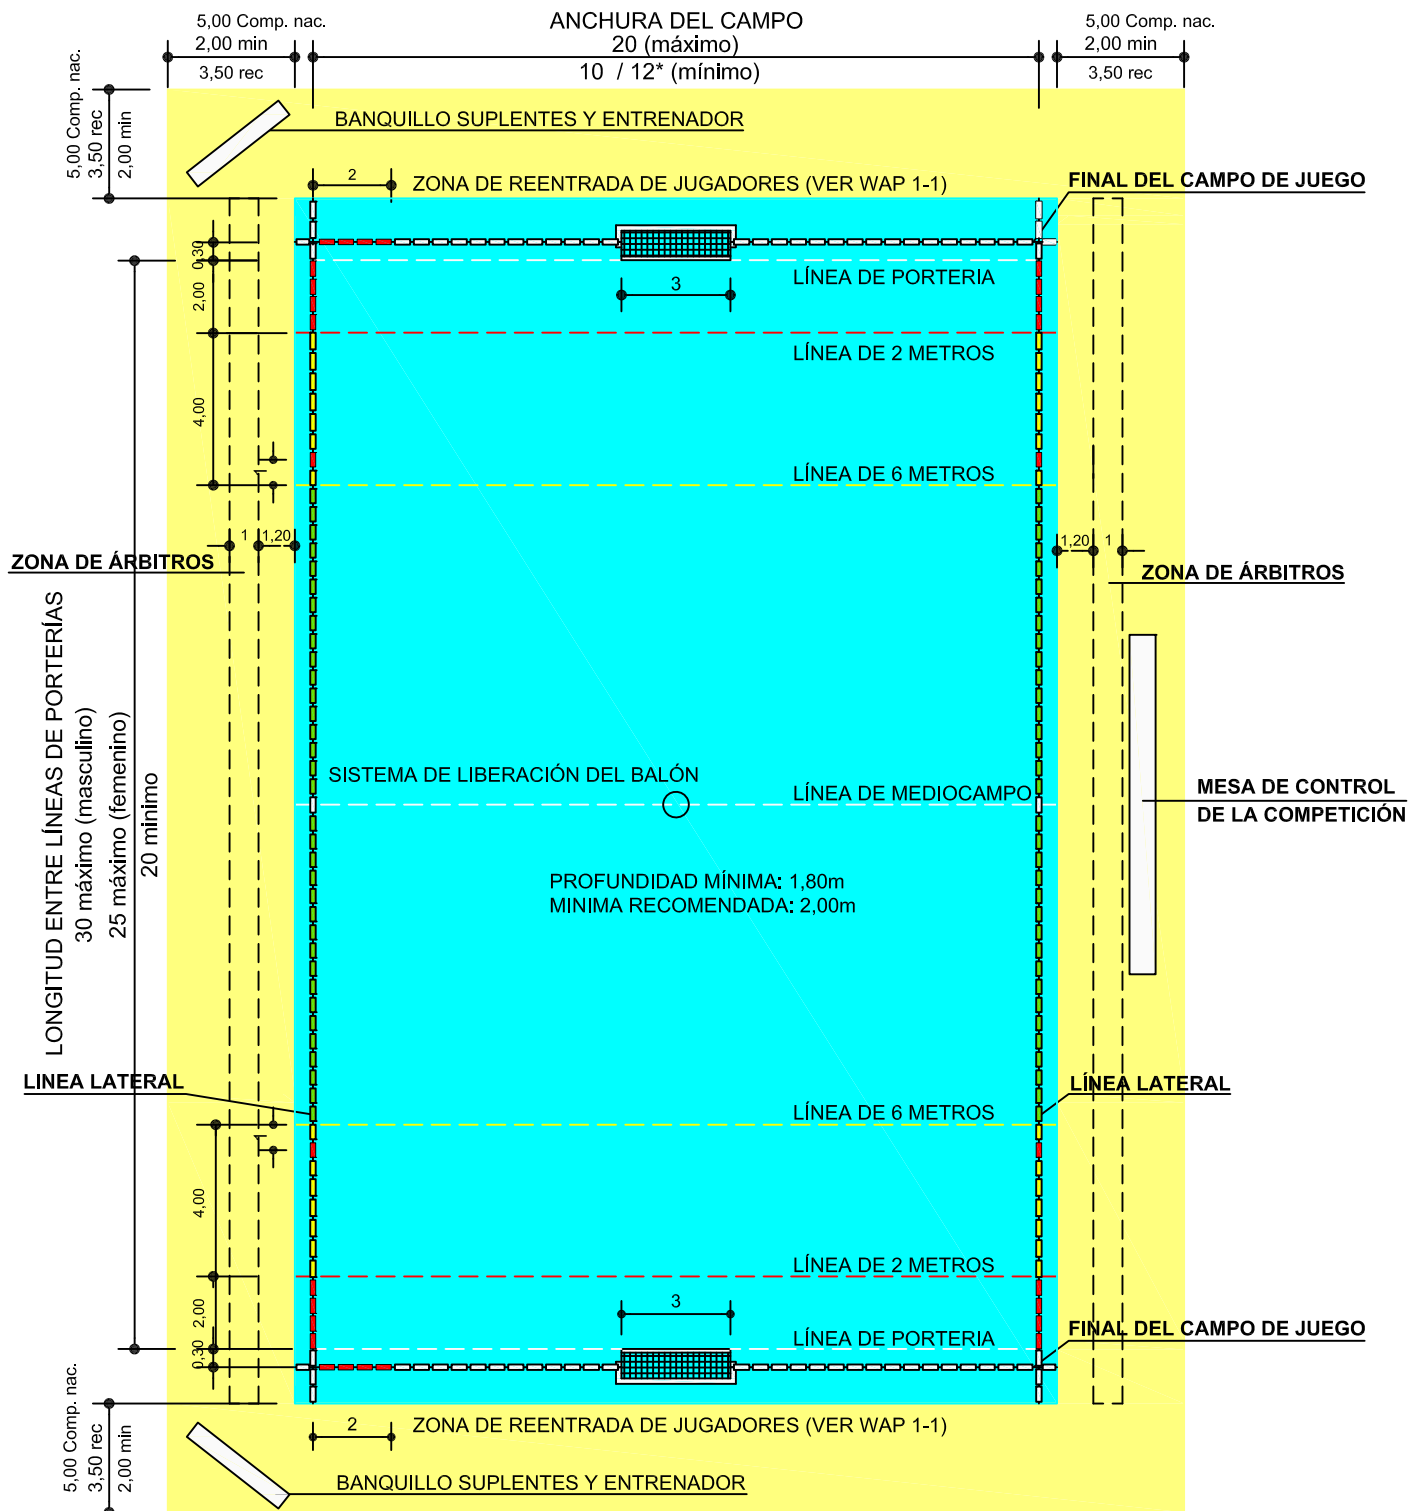 5,00 Comp. nac.
2,00 min
3,50 rec
ANCHURA DEL CAMPO
20 (máximo)
10 / 12* (mínimo)
5,00 Comp. nac.
2,00 min
3,50 rec
5,00 Comp. nac.
3,50 rec
2,00 min
BANQUILLO SUPLENTES Y ENTRENADOR
2
ZONA DE REENTRADA DE JUGADORES (VER WAP 1-1)
FINAL DEL CAMPO DE JUEGO
0,30
LÍNEA DE PORTERIA
2,00
3
LÍNEA DE 2 METROS
4,00
1
LÍNEA DE 6 METROS
1
1,20
1,20
1
ZONA DE ÁRBITROS
ZONA DE ÁRBITROS
LONGITUD ENTRE LÍNEAS DE PORTERÍAS
30 máximo (masculino)
25 máximo (femenino)
20 minimo
SISTEMA DE LIBERACIÓN DEL BALÓN
LÍNEA DE MEDIOCAMPO
MESA DE CONTROL
DE LA COMPETICIÓN
PROFUNDIDAD MÍNIMA: 1,80m
MINIMA RECOMENDADA: 2,00m
LINEA LATERAL
LÍNEA LATERAL
LÍNEA DE 6 METROS
1
4,00
LÍNEA DE 2 METROS
2,00
3
LÍNEA DE PORTERIA
FINAL DEL CAMPO DE JUEGO
0,30
5,00 Comp. nac.
3,50 rec
2,00 min
2
ZONA DE REENTRADA DE JUGADORES (VER WAP 1-1)
BANQUILLO SUPLENTES Y ENTRENADOR